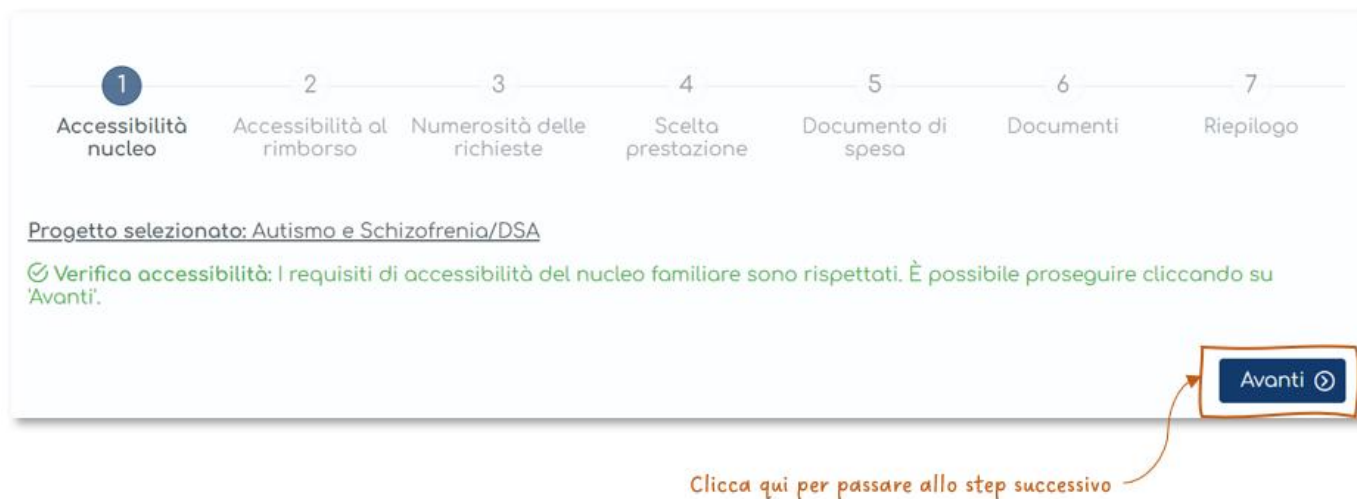 1
2
3
4
5
6
7
Accessibilità
nucleo
Accessibilità al
rimborso
Numerosità delle
richieste
Scelta
prestazione
Documento di
spesa
Documenti
Riepilogo
Progetto selezionato: Autismo e Schizofrenia/DSA
Verifica accessibilità: I requisiti di accessibilità del nucleo familiare sono rispettati. È possibile proseguire cliccando su
'Avanti'.
Avanti
Clicca qui per passare allo step successivo